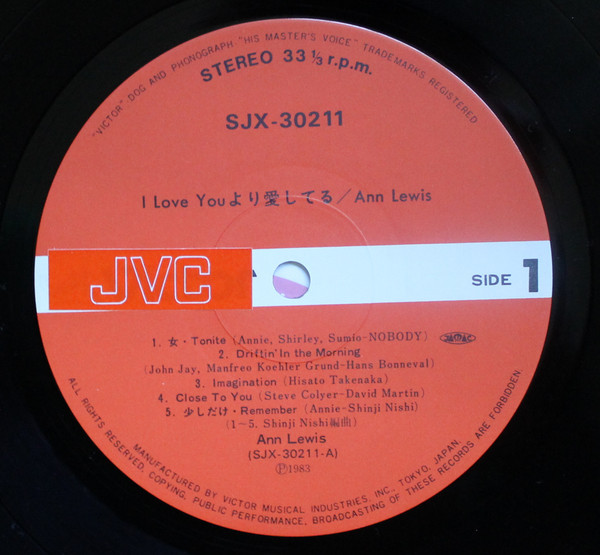 "VICTOR" DOG AND PHONOGRAPH · "HIS MASTER'S VOICE" TRADEMARKS REGISTERED
STEREO 33 1/3 r.p.m.
SJX-30211
I Love Youより愛してる/Ann Lewis
JVC
SIDE 1
1. 女・Tonite (Annie, Shirley, Sumio-NOBODY)
JASRAC
2. Driftin' In the Morning
(John Jay, Manfreo Koehler Grund-Hans Bonneval)
3. Imagination (Hisato Takenaka)
4. Close To You (Steve Colyer-David Martin)
5. 少しだけ・Remember (Annie-Shinji Nishi)
(1~5. Shinji Nishi編曲)
Ann Lewis
(SJX-30211-A)
Ⓟ1983
MANUFACTURED BY VICTOR MUSICAL INDUSTRIES, INC. TOKYO, JAPAN.
ALL RIGHTS RESERVED. COPYING, PUBLIC PERFORMANCE, BROADCASTING OF THESE RECORDS ARE FORBIDDEN